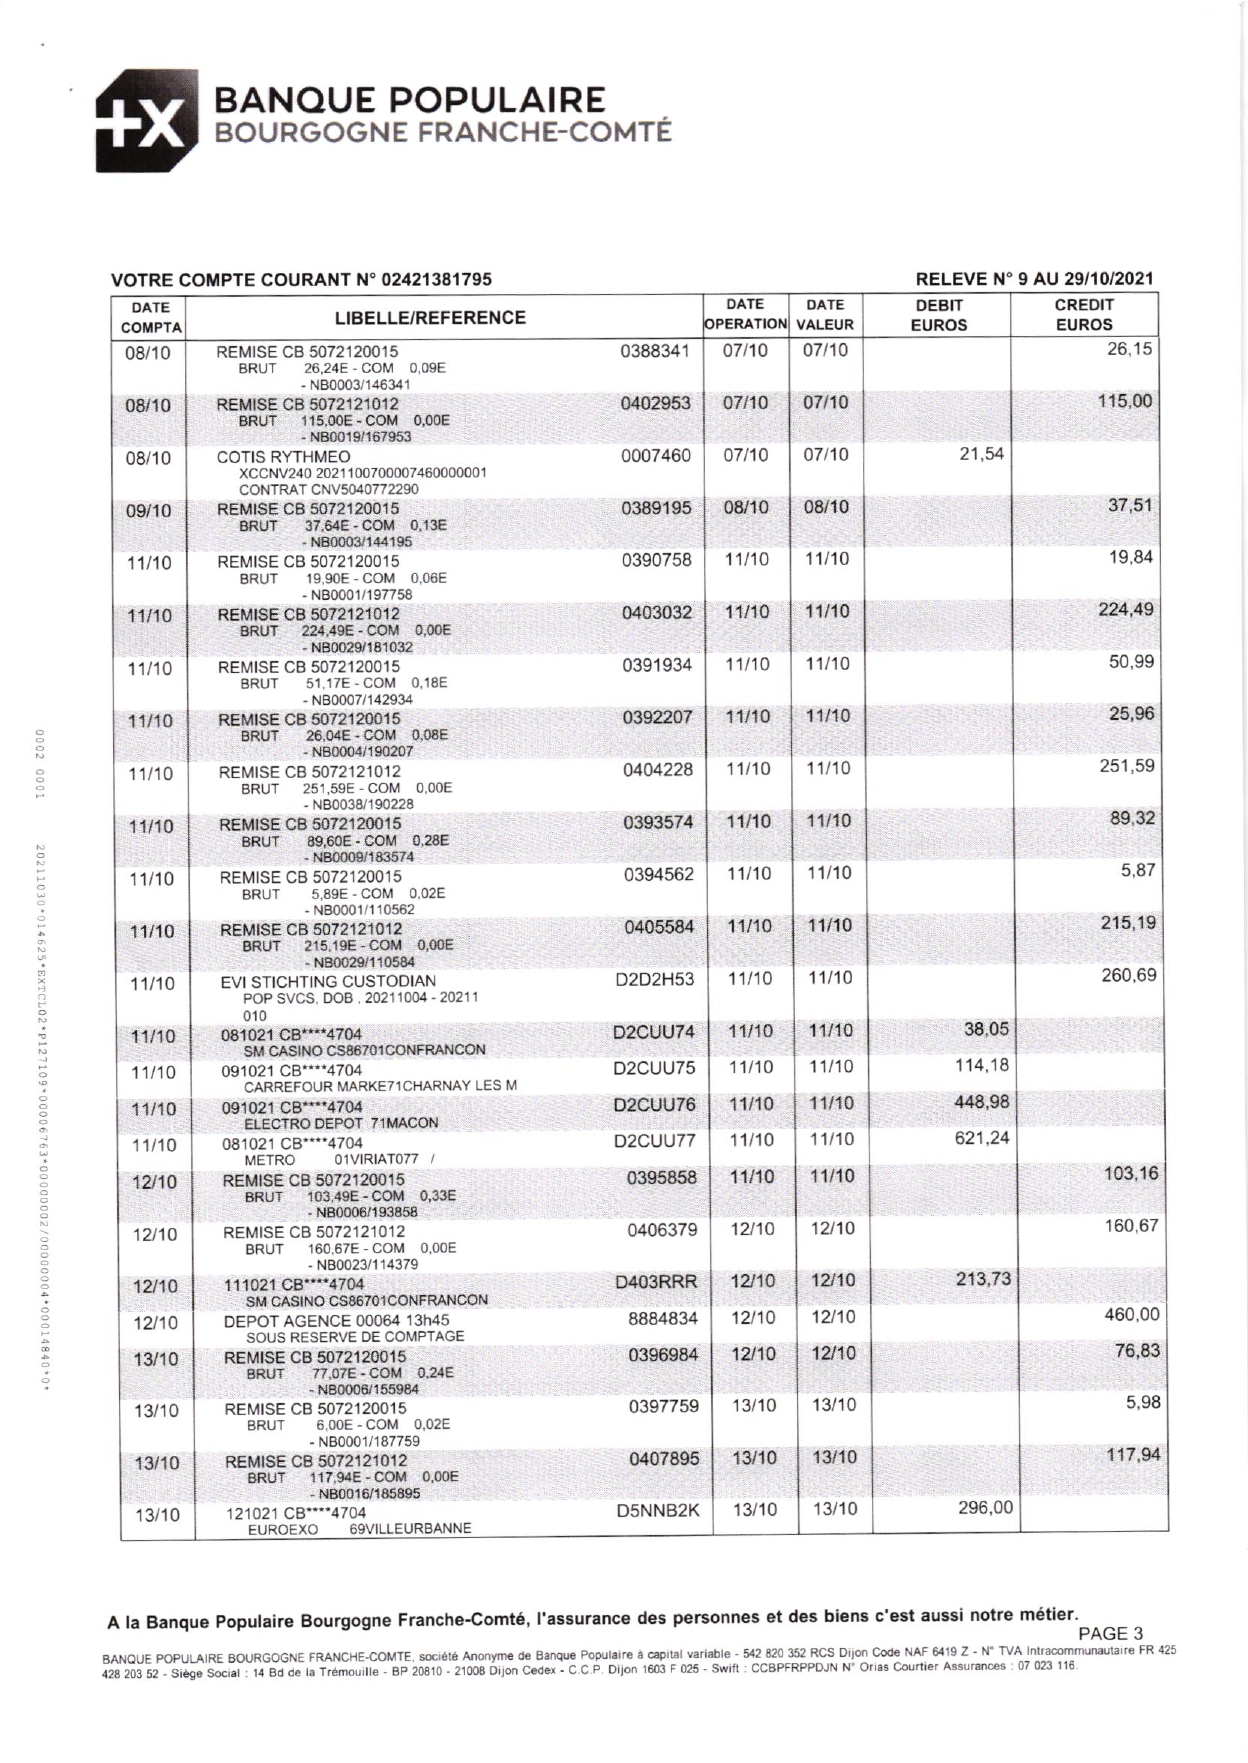 +X BANQUE POPULAIRE
BOURGOGNE FRANCHE-COMTÉ
VOTRE COMPTE COURANT N° 02421381795 RELEVE N° 9 AU 29/10/2021
DATE COMPTA LIBELLE/REFERENCE DATE OPERATION DATE VALEUR DEBIT EUROS CREDIT EUROS
08/10 REMISE CB 5072120015 0388341 07/10 07/10 26,15
BRUT 26,24E - COM 0,09E
- NB0003/146341
08/10 REMISE CB 5072121012 0402953 07/10 07/10 115,00
BRUT 115,00E - COM 0,00E
- NB0019/167953
08/10 COTIS RYTHMEO 0007460 07/10 07/10 21,54
XCCNV240 2021100700007460000001
CONTRAT CNV5040772290
09/10 REMISE CB 5072120015 0389195 08/10 08/10 37,51
BRUT 37,64E - COM 0,13E
- NB0003/144195
11/10 REMISE CB 5072120015 0390758 11/10 11/10 19,84
BRUT 19,90E - COM 0,06E
- NB0001/197758
11/10 REMISE CB 5072121012 0403032 11/10 11/10 224,49
BRUT 224,49E - COM 0,00E
- NB0029/181032
11/10 REMISE CB 5072120015 0391934 11/10 11/10 50,99
BRUT 51,17E - COM 0,18E
- NB0007/142934
11/10 REMISE CB 5072120015 0392207 11/10 11/10 25,96
BRUT 26,04E - COM 0,08E
- NB0004/190207
11/10 REMISE CB 5072121012 0404228 11/10 11/10 251,59
BRUT 251,59E - COM 0,00E
- NB0038/190228
11/10 REMISE CB 5072120015 0393574 11/10 11/10 89,32
BRUT 89,60E - COM 0,28E
- NB0009/183574
11/10 REMISE CB 5072120015 0394562 11/10 11/10 5,87
BRUT 5,89E - COM 0,02E
- NB0001/110562
11/10 REMISE CB 5072121012 0405584 11/10 11/10 215,19
BRUT 215,19E - COM 0,00E
- NB0029/110584
11/10 EVI STICHTING CUSTODIAN D2D2H53 11/10 11/10 260,69
POP SVCS, DOB , 20211004 - 20211
010
11/10 081021 CB****4704 D2CUU74 11/10 11/10 38,05
SM CASINO CS86701CONFRANCON
11/10 091021 CB****4704 D2CUU75 11/10 11/10 114,18
CARREFOUR MARKE71CHARNAY LES M
11/10 091021 CB****4704 D2CUU76 11/10 11/10 448,98
ELECTRO DEPOT 71MACON
11/10 081021 CB****4704 D2CUU77 11/10 11/10 621,24
METRO 01VIRIAT077 /
12/10 REMISE CB 5072120015 0395858 11/10 11/10 103,16
BRUT 103,49E - COM 0,33E
- NB0006/193858
12/10 REMISE CB 5072121012 0406379 12/10 12/10 160,67
BRUT 160,67E - COM 0,00E
- NB0023/114379
12/10 111021 CB****4704 D403RRR 12/10 12/10 213,73
SM CASINO CS86701CONFRANCON
12/10 DEPOT AGENCE 00064 13h45 8884834 12/10 12/10 460,00
SOUS RESERVE DE COMPTAGE
13/10 REMISE CB 5072120015 0396984 12/10 12/10 76,83
BRUT 77,07E - COM 0,24E
- NB0006/155984
13/10 REMISE CB 5072120015 0397759 13/10 13/10 5,98
BRUT 6,00E - COM 0,02E
- NB0001/187759
13/10 REMISE CB 5072121012 0407895 13/10 13/10 117,94
BRUT 117,94E - COM 0,00E
- NB0016/185895
13/10 121021 CB****4704 D5NNB2K 13/10 13/10 296,00
EUROEXO 69VILLEURBANNE
0002 0001 20211030*014625*EXTCL02*P127109*00006763*00000002/00000004*00014840*0*
A la Banque Populaire Bourgogne Franche-Comté, l'assurance des personnes et des biens c'est aussi notre métier.
PAGE 3
BANQUE POPULAIRE BOURGOGNE FRANCHE-COMTE, société Anonyme de Banque Populaire à capital variable - 542 820 352 RCS Dijon Code NAF 6419 Z - N° TVA Intracommunautaire FR 425
428 203 52 - Siège Social : 14 Bd de la Trémouille - BP 20810 - 21008 Dijon Cedex - C.C.P. Dijon 1603 F 025 - Swift : CCBPFRPPDJN N° Orias Courtier Assurances : 07 023 116.